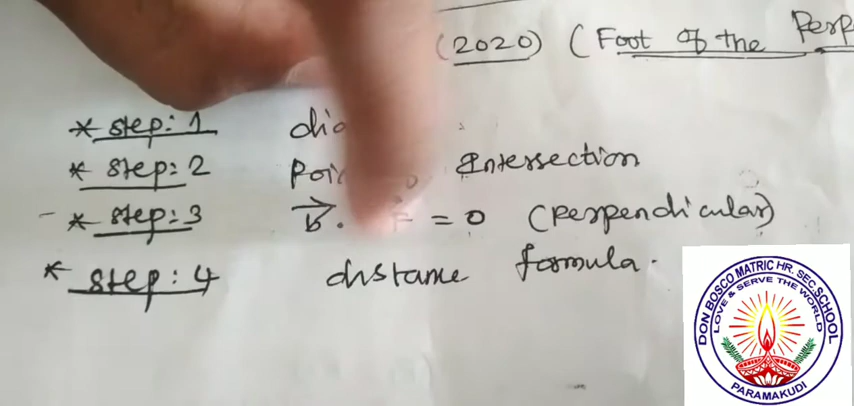 (2020) (Foot of the Perp
* step: 1
* step: 2 Intersection
- * step: 3 b. = 0 (Perpendicular)
* step: 4 distance formula.
DON BOSCO MATRIC HR. SEC. SCHOOL
LOVE & SERVE THE WORLD
PARAMAKUDI